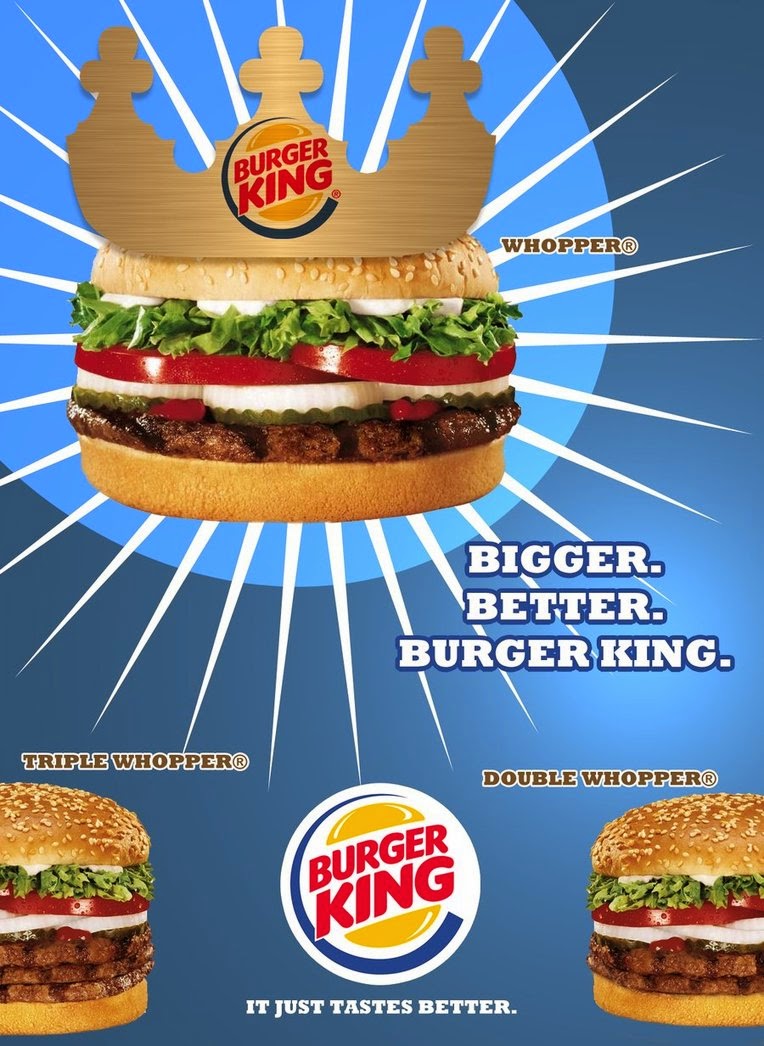 BURGER
KING®
WHOPPER®
BIGGER.
BETTER.
BURGER KING.
TRIPLE WHOPPER®
DOUBLE WHOPPER®
BURGER
KING
IT JUST TASTES BETTER.